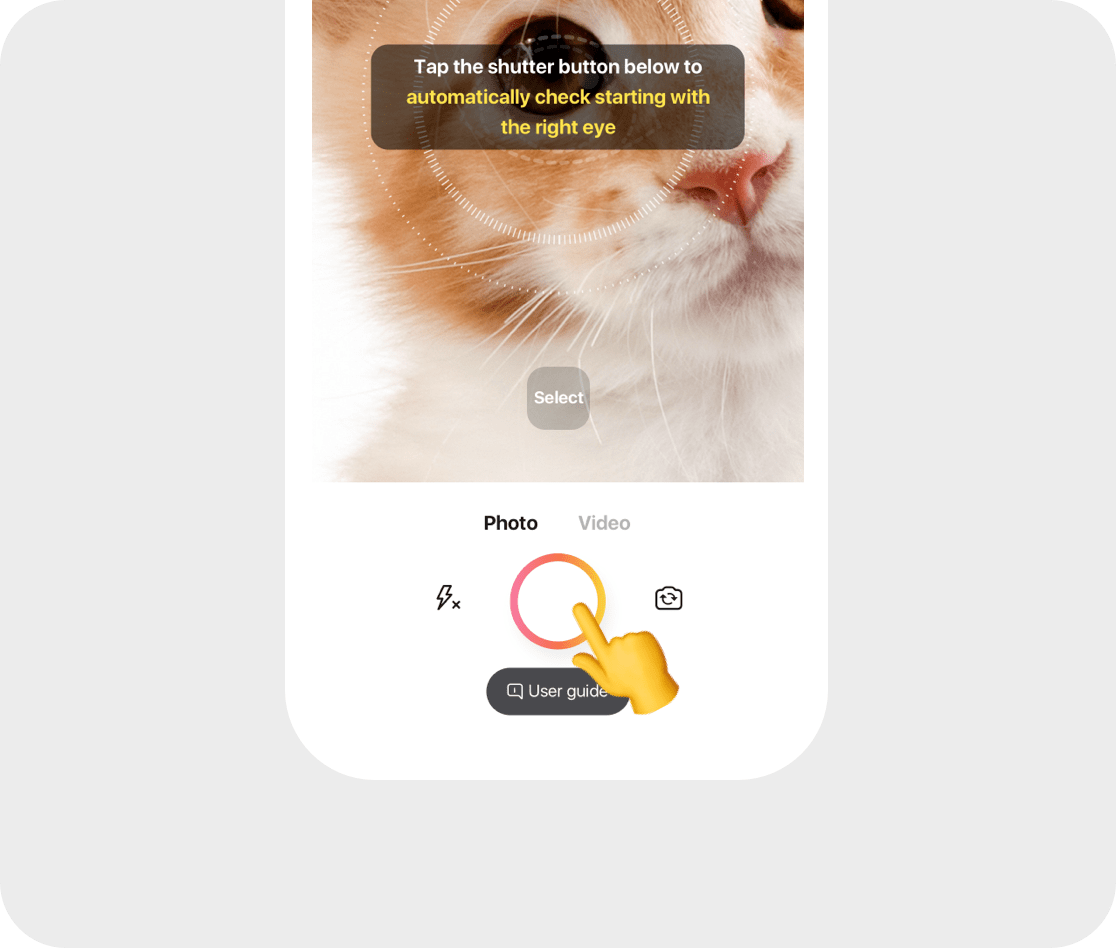 Tap the shutter button below to
automatically check starting with
the right eye
Select
Photo Video
User guide